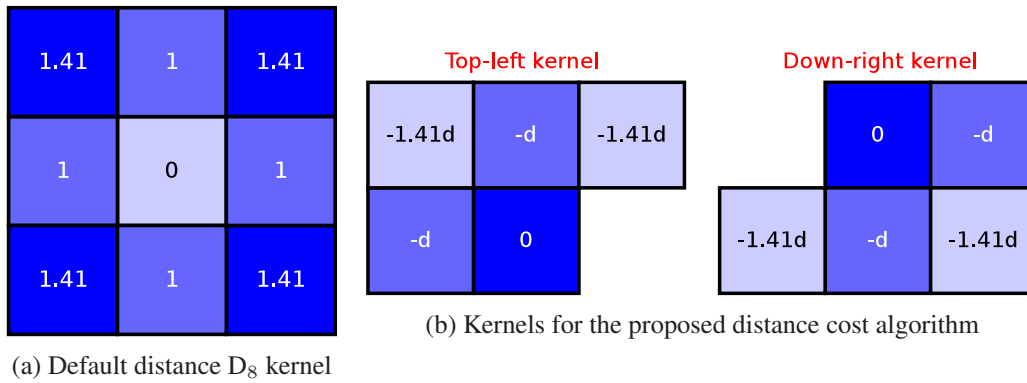 1.41 1 1.41
1 0 1
1.41 1 1.41
(a) Default distance D₈ kernel
Top-left kernel
-1.41d -d -1.41d
-d 0
Down-right kernel
0 -d
-1.41d -d -1.41d
(b) Kernels for the proposed distance cost algorithm